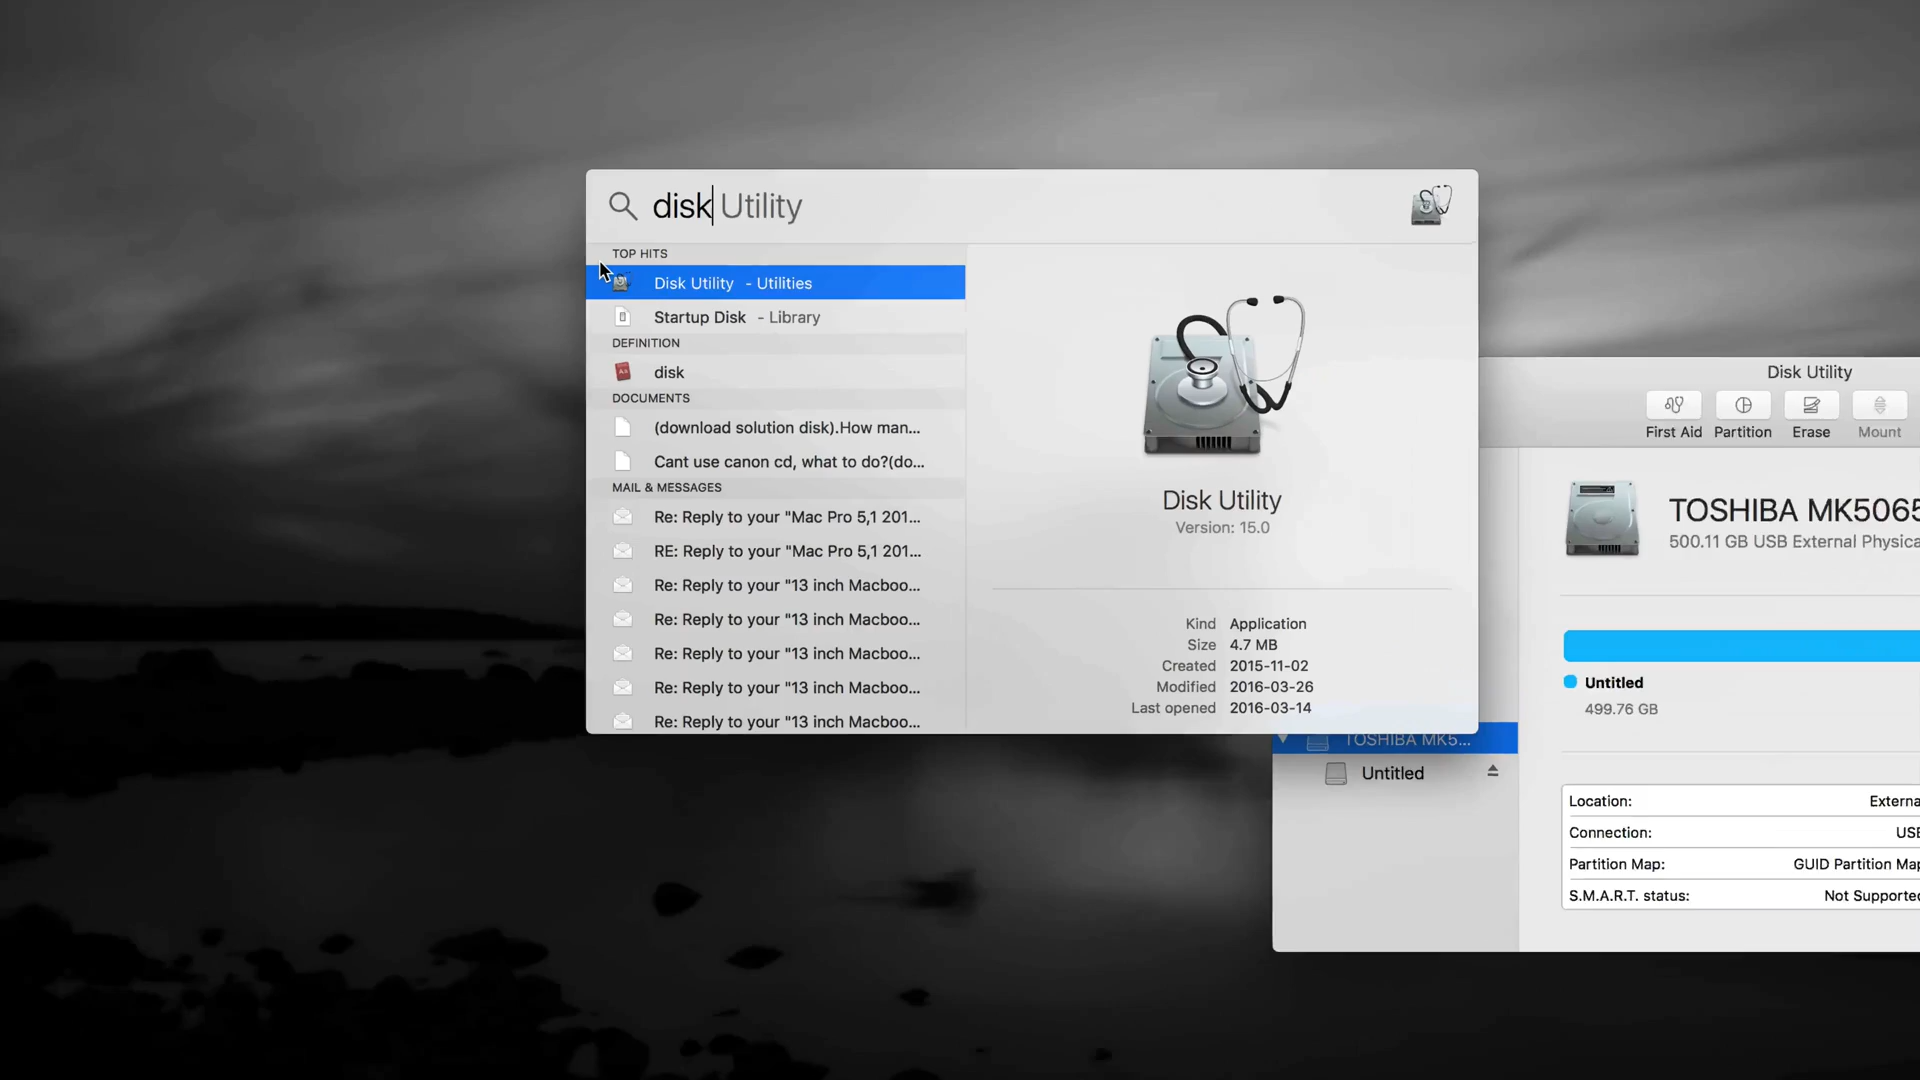 disk Utility
TOP HITS
Disk Utility - Utilities
Startup Disk - Library
DEFINITION
disk
DOCUMENTS
(download solution disk).How man...
Cant use canon cd, what to do?(do...
MAIL & MESSAGES
Re: Reply to your "Mac Pro 5,1 201...
RE: Reply to your "Mac Pro 5,1 201...
Re: Reply to your "13 inch Macboo...
Re: Reply to your "13 inch Macboo...
Re: Reply to your "13 inch Macboo...
Re: Reply to your "13 inch Macboo...
Re: Reply to your "13 inch Macboo...
Disk Utility
Version: 15.0
Kind Application
Size 4.7 MB
Created 2015-11-02
Modified 2016-03-26
Last opened 2016-03-14
Disk Utility
First Aid Partition Erase Mount
TOSHIBA MK5065
500.11 GB USB External Physica
Untitled
499.76 GB
TOSHIBA MK5...
Untitled
Location: Externa
Connection: USB
Partition Map: GUID Partition Map
S.M.A.R.T. status: Not Supported